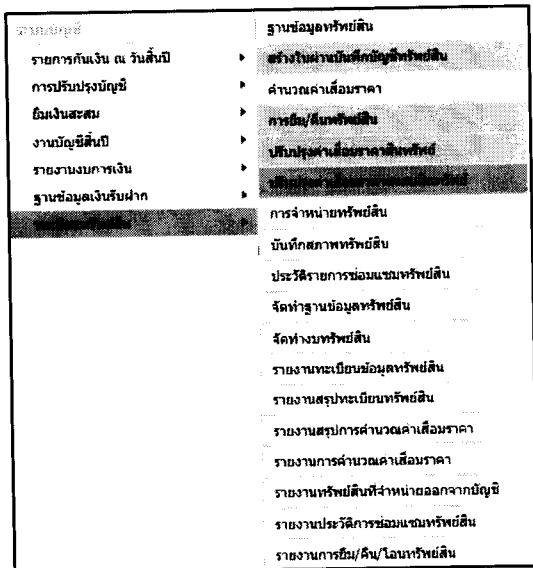 ระบบบัญชี
รายการกันเงิน ณ วันสิ้นปี
การปรับปรุงบัญชี
ยืมเงินสะสม
งานบัญชีสิ้นปี
รายงานงบการเงิน
ฐานข้อมูลเงินรับฝาก
ทะเบียนทรัพย์สิน
ฐานข้อมูลทรัพย์สิน
สร้างใบผ่านบันทึกบัญชีทรัพย์สิน
คำนวณค่าเสื่อมราคา
การยืม/คืนทรัพย์สิน
ปรับปรุงค่าเสื่อมราคาสินทรัพย์
การจำหน่ายทรัพย์สิน
บันทึกสภาพทรัพย์สิน
ประวัติรายการซ่อมแซมทรัพย์สิน
จัดทำฐานข้อมูลทรัพย์สิน
จัดทำงบทรัพย์สิน
รายงานทะเบียนข้อมูลทรัพย์สิน
รายงานสรุปทะเบียนทรัพย์สิน
รายงานสรุปการคำนวณค่าเสื่อมราคา
รายงานการคำนวณค่าเสื่อมราคา
รายงานทรัพย์สินที่จำหน่ายออกจากบัญชี
รายงานประวัติการซ่อมแซมทรัพย์สิน
รายงานการยืม/คืน/โอนทรัพย์สิน